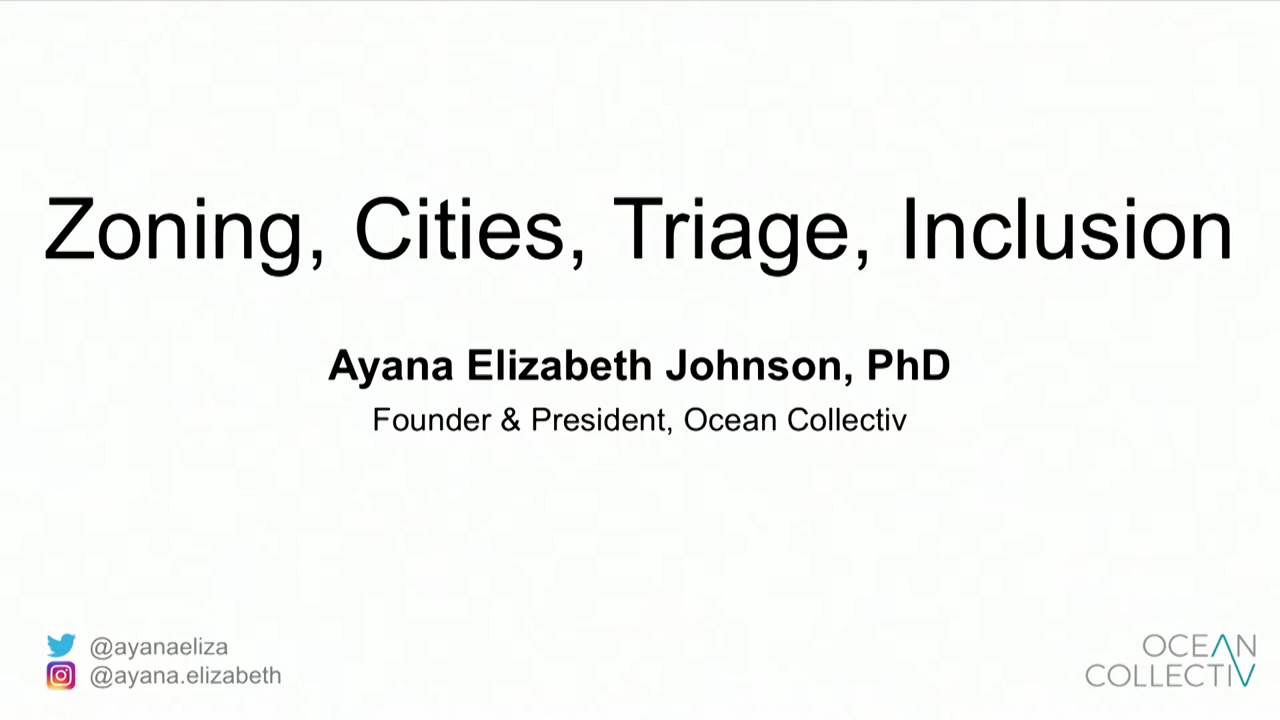 Zoning, Cities, Triage, Inclusion
Ayana Elizabeth Johnson, PhD
Founder & President, Ocean Collectiv
@ayanaeliza
@ayana.elizabeth
OCEAN
COLLECTIV